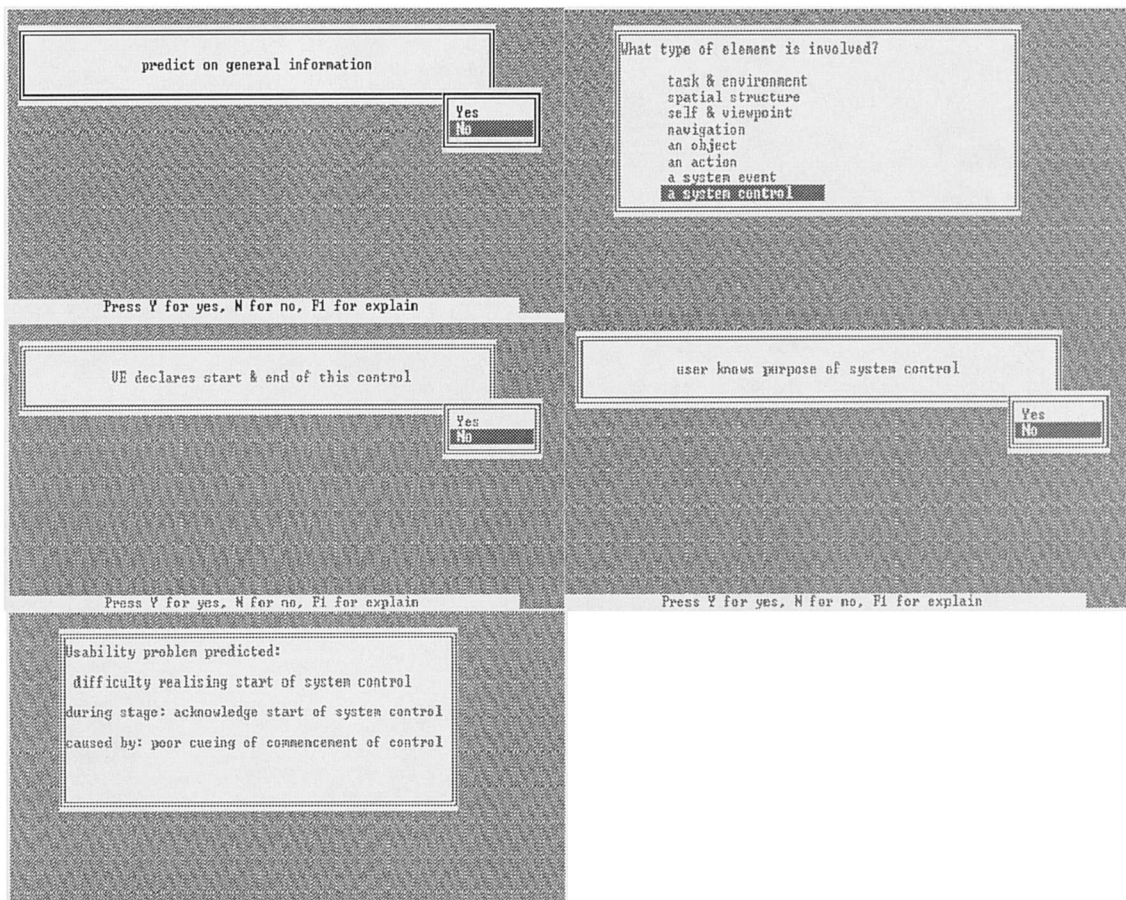 predict on general information
Yes
No
Press Y for yes, N for no, F1 for explain
What type of element is involved?
task & environment
spatial structure
self & viewpoint
navigation
an object
an action
a system event
a system control
VE declares start & end of this control
Yes
No
Press Y for yes, N for no, F1 for explain
user knows purpose of system control
Yes
No
Press Y for yes, N for no, F1 for explain
Usability problem predicted:
difficulty realising start of system control
during stage: acknowledge start of system control
caused by: poor cueing of commencement of control